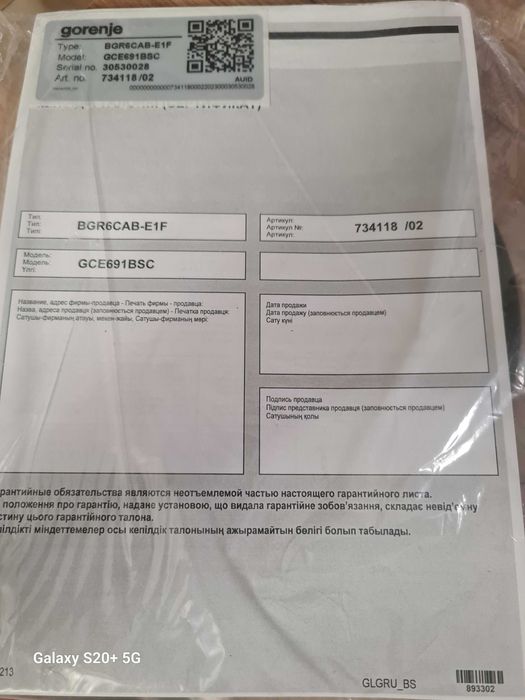 gorenje
Type: BGR6CAB-E1F
Model: GCE691BSC
Serial no. 30530028
Art. no. 734118 /02
AUID
Тип:
Тип:
Тип:
BGR6CAB-E1F
Артикул:
Артикул №:
Артикул:
734118 /02
Модель:
Модель:
Үлгі:
GCE691BSC
Название, адрес фирмы-продавца - Печать фирмы - продавца:
Назва, адреса продавця (заповнюється продавцем) - Печатка продавця:
Сатушы-фирманың атауы, мекен-жайы, Сатушы-фирманың мөрі:
Дата продажи
Дата продажу (заповнюється продавцем)
Сату күні
Подпись продавца
Підпис представника продавця (заповнюється продавцем)
Сатушының қолы
рантийные обязательства являются неотъемлемой частью настоящего гарантийного листа.
положення про гарантію, надане установою, що видала гарантійне зобов'язання, складає невід'ємну
стину цього гарантійного талона.
ілдікті міндеттемелер осы кепілдік талонының ажырамайтын бөлігі болып табылады.
Galaxy S20+ 5G
213
GLGRU_BS
893302